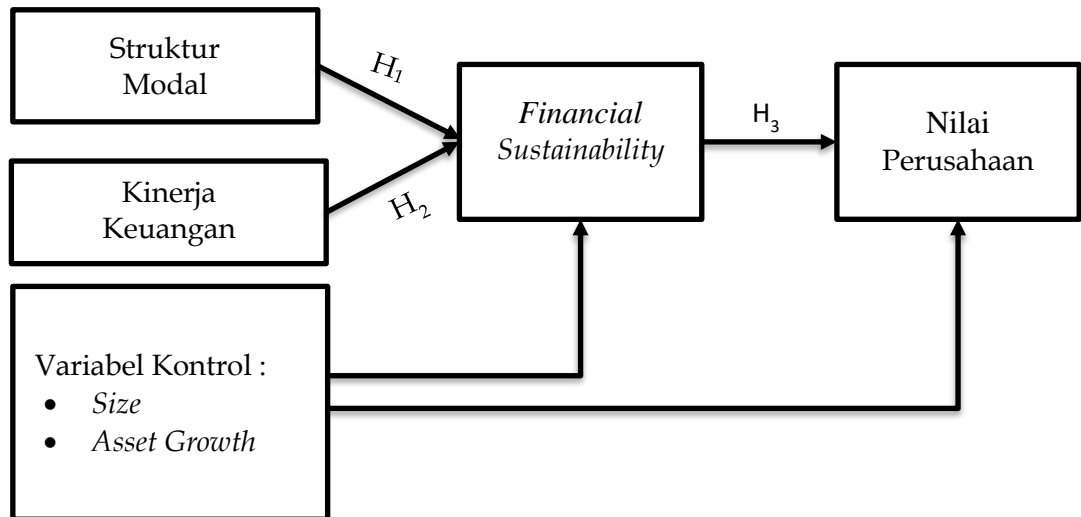 Struktur
Modal
H₁
Financial
Sustainability
H₃
Nilai
Perusahaan
Kinerja
Keuangan
H₂
Variabel Kontrol :
• Size
• Asset Growth